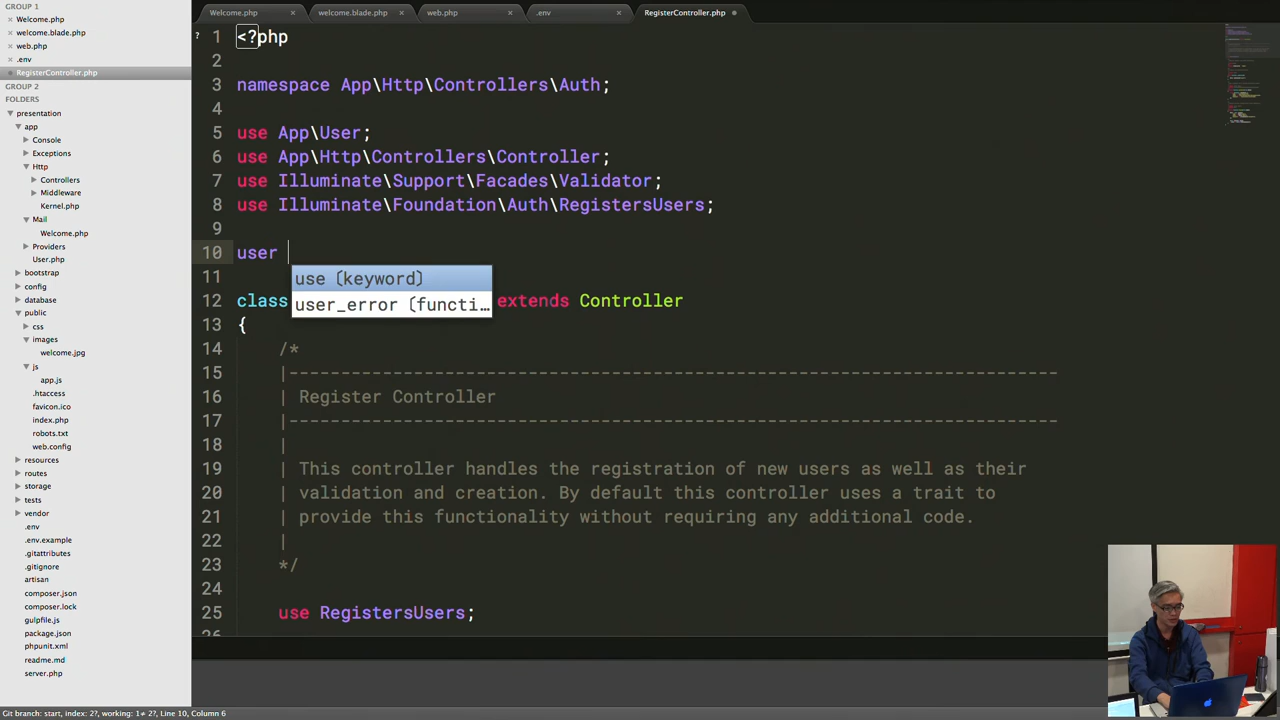 GROUP 1
Welcome.php
welcome.blade.php
web.php
.env
RegisterController.php
GROUP 2
FOLDERS
presentation
app
Console
Exceptions
Http
Controllers
Middleware
Kernel.php
Mail
Welcome.php
Providers
User.php
bootstrap
config
database
public
css
images
welcome.jpg
js
app.js
.htaccess
favicon.ico
index.php
robots.txt
web.config
resources
routes
storage
tests
vendor
.env
.env.example
.gitattributes
.gitignore
artisan
composer.json
composer.lock
gulpfile.js
package.json
phpunit.xml
readme.md
server.php
Welcome.php welcome.blade.php web.php .env RegisterController.php
? 1 <?php
2
3 namespace App\Http\Controllers\Auth;
4
5 use App\User;
6 use App\Http\Controllers\Controller;
7 use Illuminate\Support\Facades\Validator;
8 use Illuminate\Foundation\Auth\RegistersUsers;
9
10 user
use (keyword)
11
user_error (functi…
12 class extends Controller
13 {
14 /*
15 |--------------------------------------------------------------------------
16 | Register Controller
17 |--------------------------------------------------------------------------
18 |
19 | This controller handles the registration of new users as well as their
20 | validation and creation. By default this controller uses a trait to
21 | provide this functionality without requiring any additional code.
22 |
23 */
24
25 use RegistersUsers;
26
Git branch: start, index: 2?, working: 1≠ 2?, Line 10, Column 6